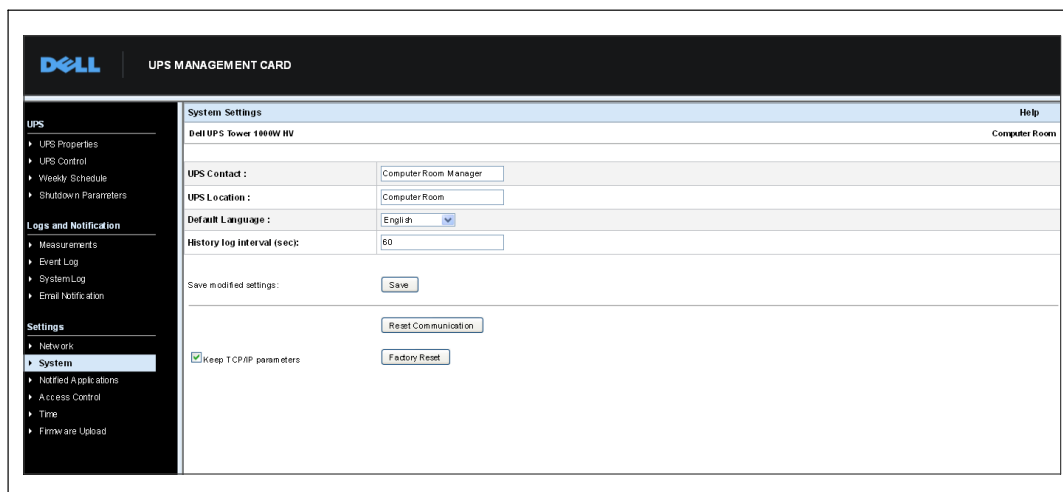 DELL UPS MANAGEMENT CARD
UPS
UPS Properties
UPS Control
Weekly Schedule
Shutdown Parameters
Logs and Notification
Measurements
Event Log
System Log
Email Notification
Settings
Network
System
Notified Applications
Access Control
Time
Firmware Upload
System Settings Help
Dell UPS Tower 1000W HV Computer Room
UPS Contact : Computer Room Manager
UPS Location : Computer Room
Default Language : English
History log interval (sec): 60
Save modified settings: Save
Reset Communication
Keep TCP/IP parameters Factory Reset